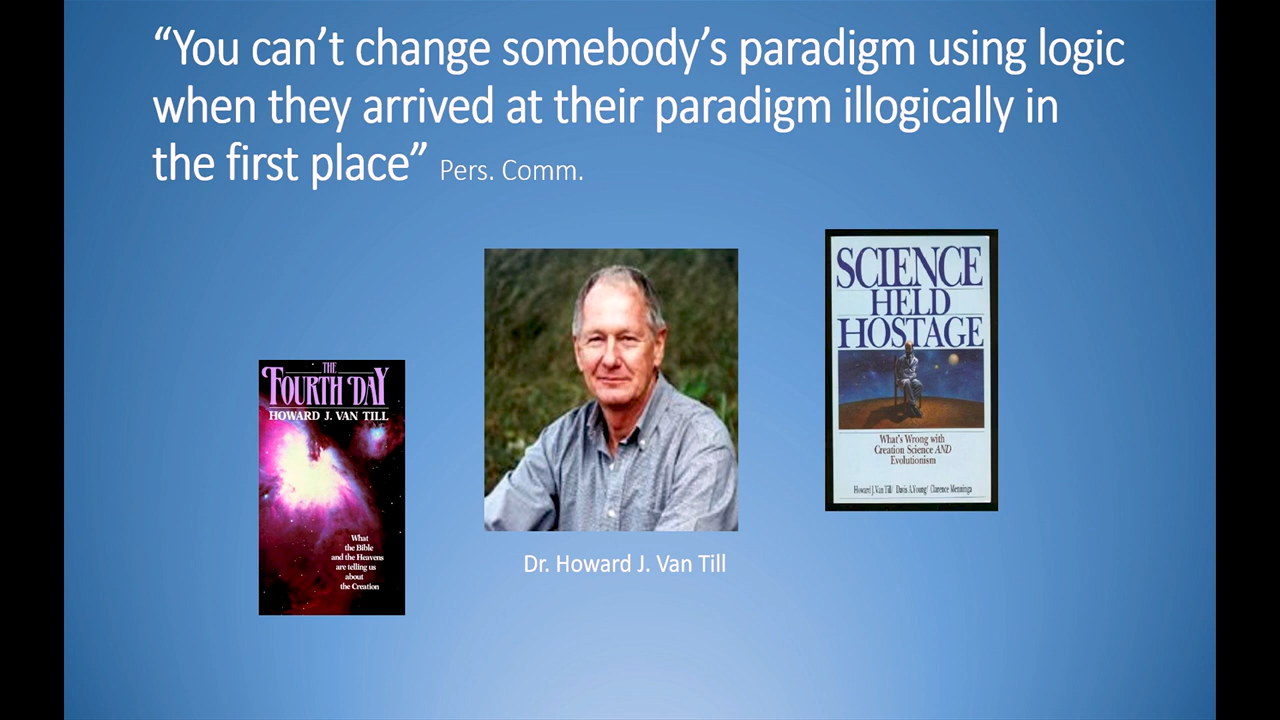 “You can’t change somebody’s paradigm using logic
when they arrived at their paradigm illogically in
the first place” Pers. Comm.
THE
FOURTH DAY
HOWARD J. VAN TILL
What
the Bible
and the Heavens
are telling us
about
the Creation
Dr. Howard J. Van Till
SCIENCE
HELD
HOSTAGE
What's Wrong with
Creation Science AND
Evolutionism
Howard J. Van Till/ Davis A. Young/ Clarence Menninga